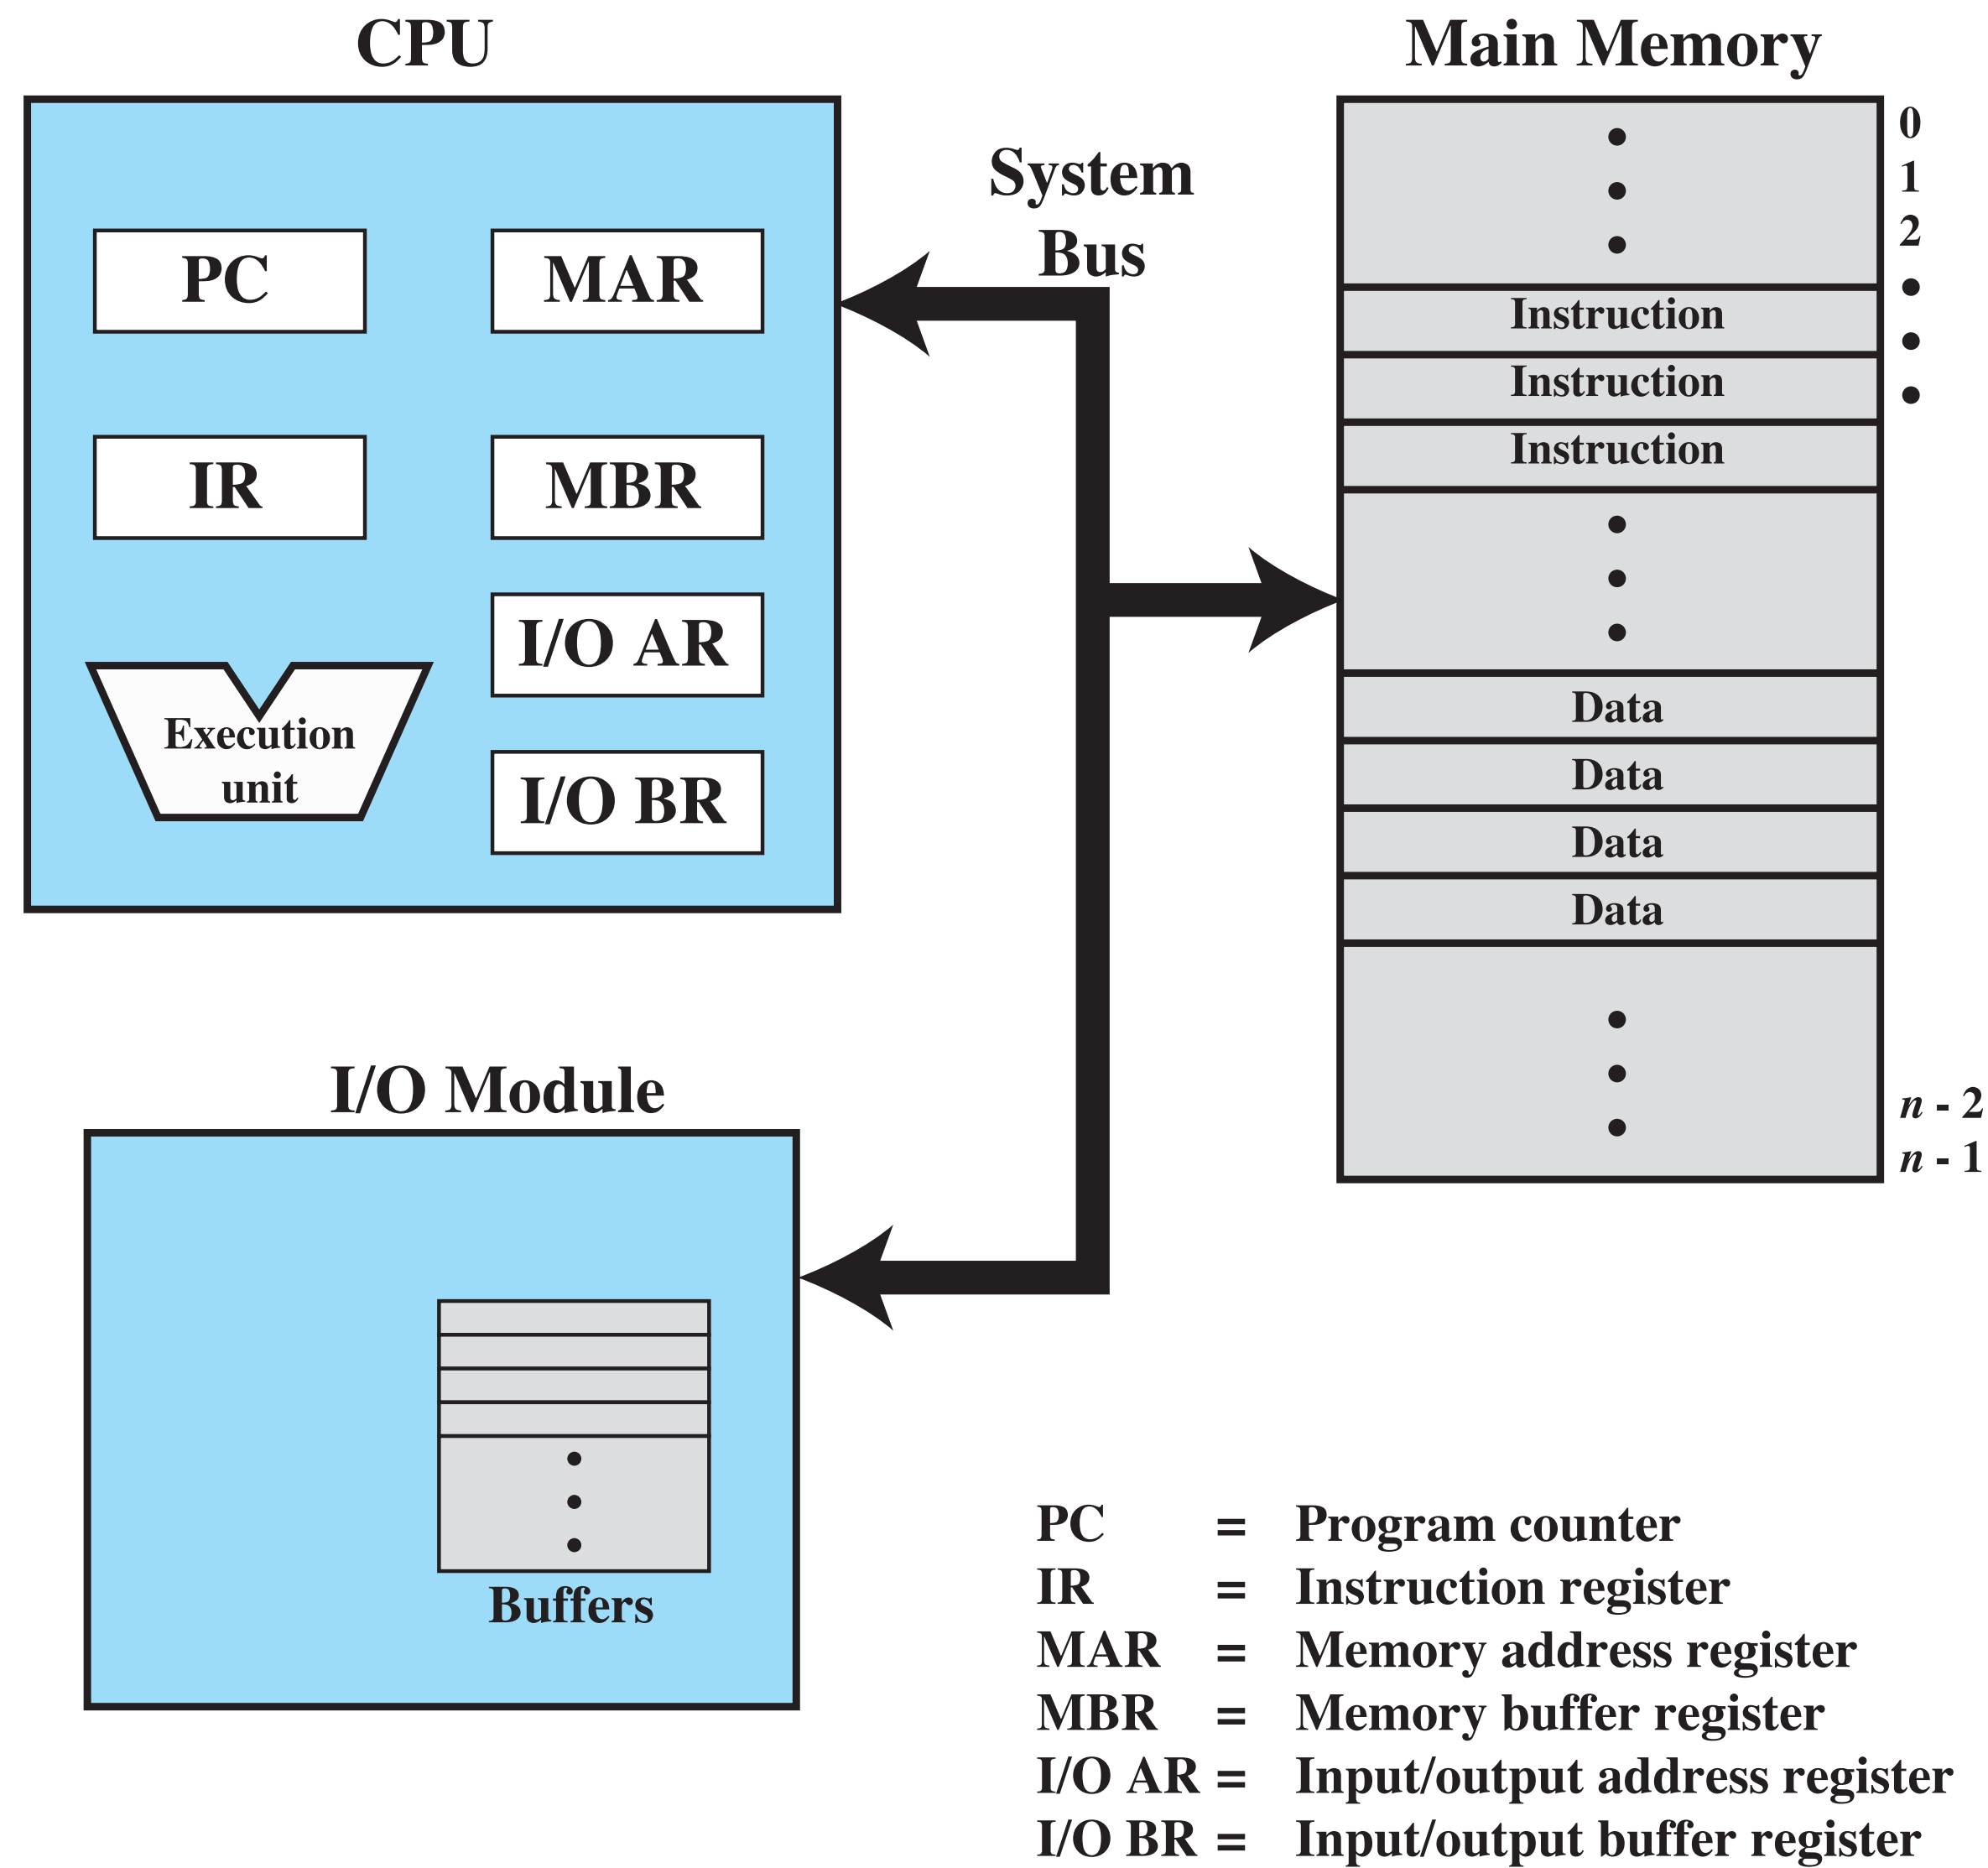 CPU
PC
MAR
IR
MBR
I/O AR
Execution
unit
I/O BR
System
Bus
Main Memory
0
1
2
Instruction
Instruction
Instruction
Data
Data
Data
Data
n - 2
n - 1
I/O Module
Buffers
PC = Program counter
IR = Instruction register
MAR = Memory address register
MBR = Memory buffer register
I/O AR = Input/output address register
I/O BR = Input/output buffer register